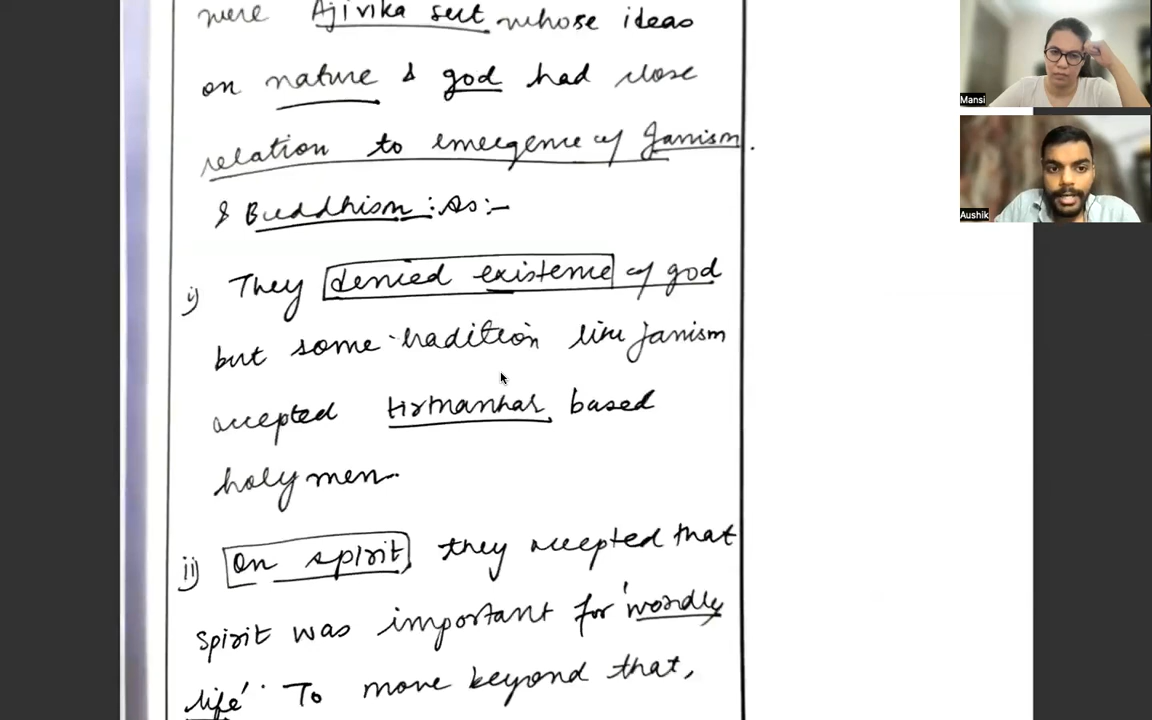 were Ajivika sect whose ideas
on nature & god had close
relation to emergence of Janism.
& Buddhism :As:-
i) They denied existence of god
but some tradition like Janism
accepted tirthankar based
holy men.
ii) On spirit, they accepted that
spirit was important for 'wordly
life'. To move beyond that,
Mansi
Aushik